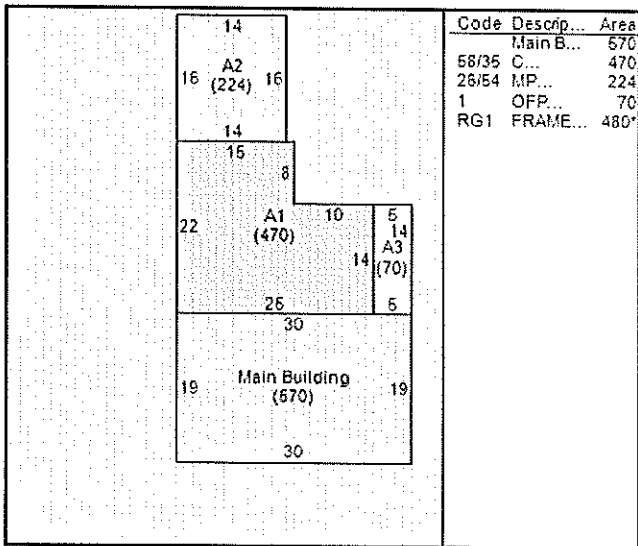 14
16 A2 16
(224)
14
15
8
22 A1 10 5
(470) 14
14 A3
(70)
25 5
30
19 Main Building 19
(570)
30
Code Descrip... Area
Main B... 570
58/35 C... 470
28/54 MP... 224
1 OFP... 70
RG1 FRAME... 480*